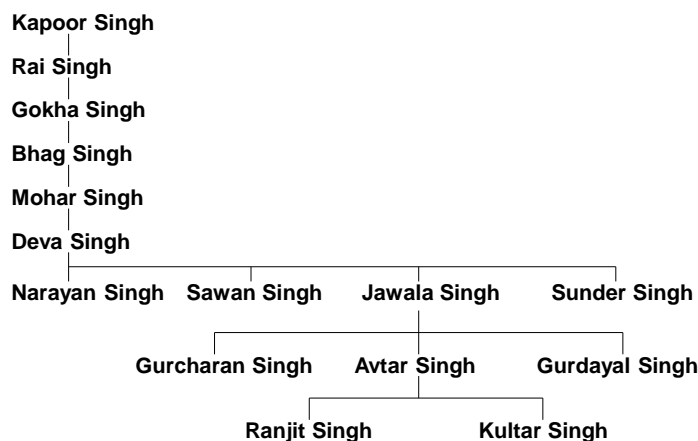 Kapoor Singh
Rai Singh
Gokha Singh
Bhag Singh
Mohar Singh
Deva Singh
Narayan Singh Sawan Singh Jawala Singh Sunder Singh
Gurcharan Singh Avtar Singh Gurdayal Singh
Ranjit Singh Kultar Singh